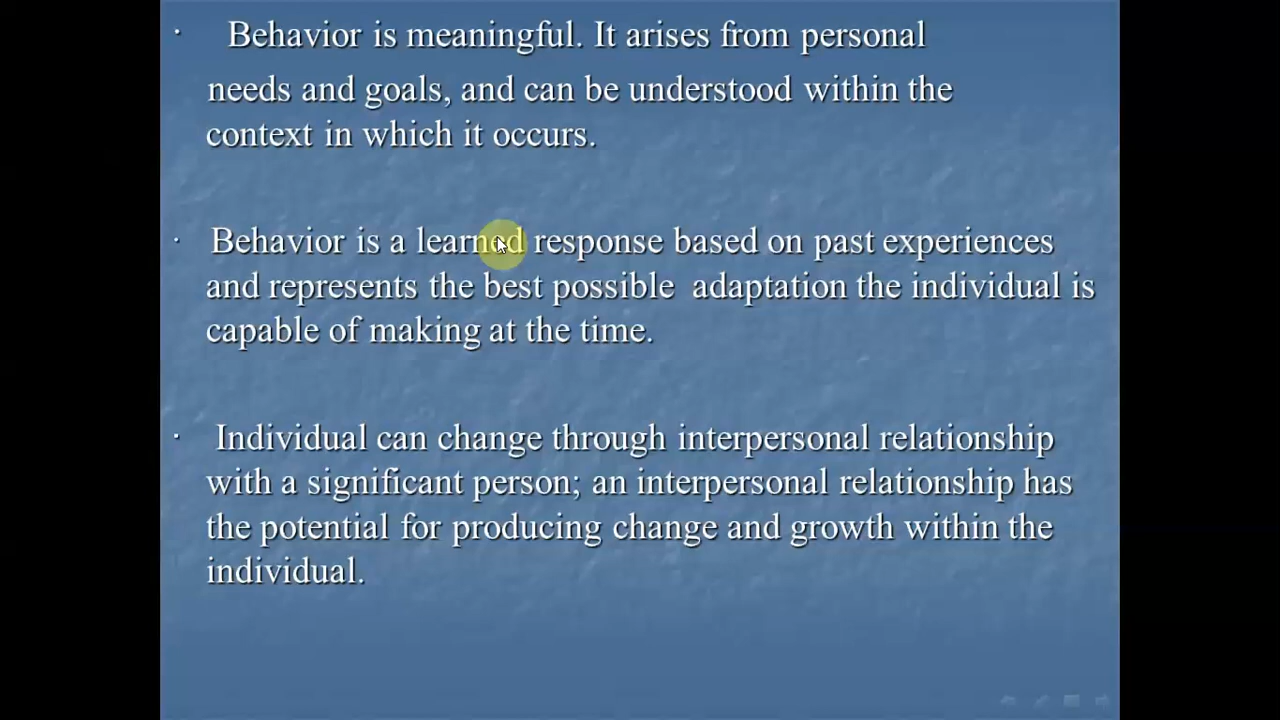 · Behavior is meaningful. It arises from personal
needs and goals, and can be understood within the
context in which it occurs.
· Behavior is a learned response based on past experiences
and represents the best possible adaptation the individual is
capable of making at the time.
· Individual can change through interpersonal relationship
with a significant person; an interpersonal relationship has
the potential for producing change and growth within the
individual.